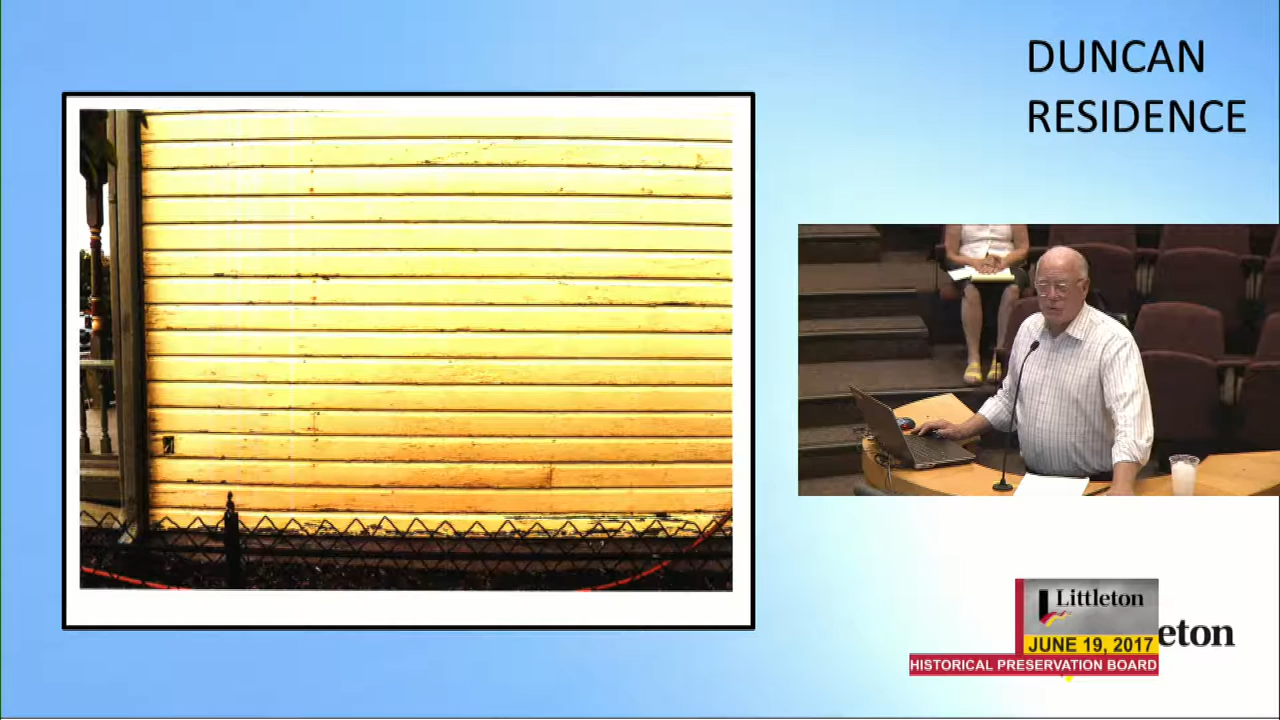 DUNCAN
RESIDENCE
Littleton
eton
JUNE 19, 2017
HISTORICAL PRESERVATION BOARD